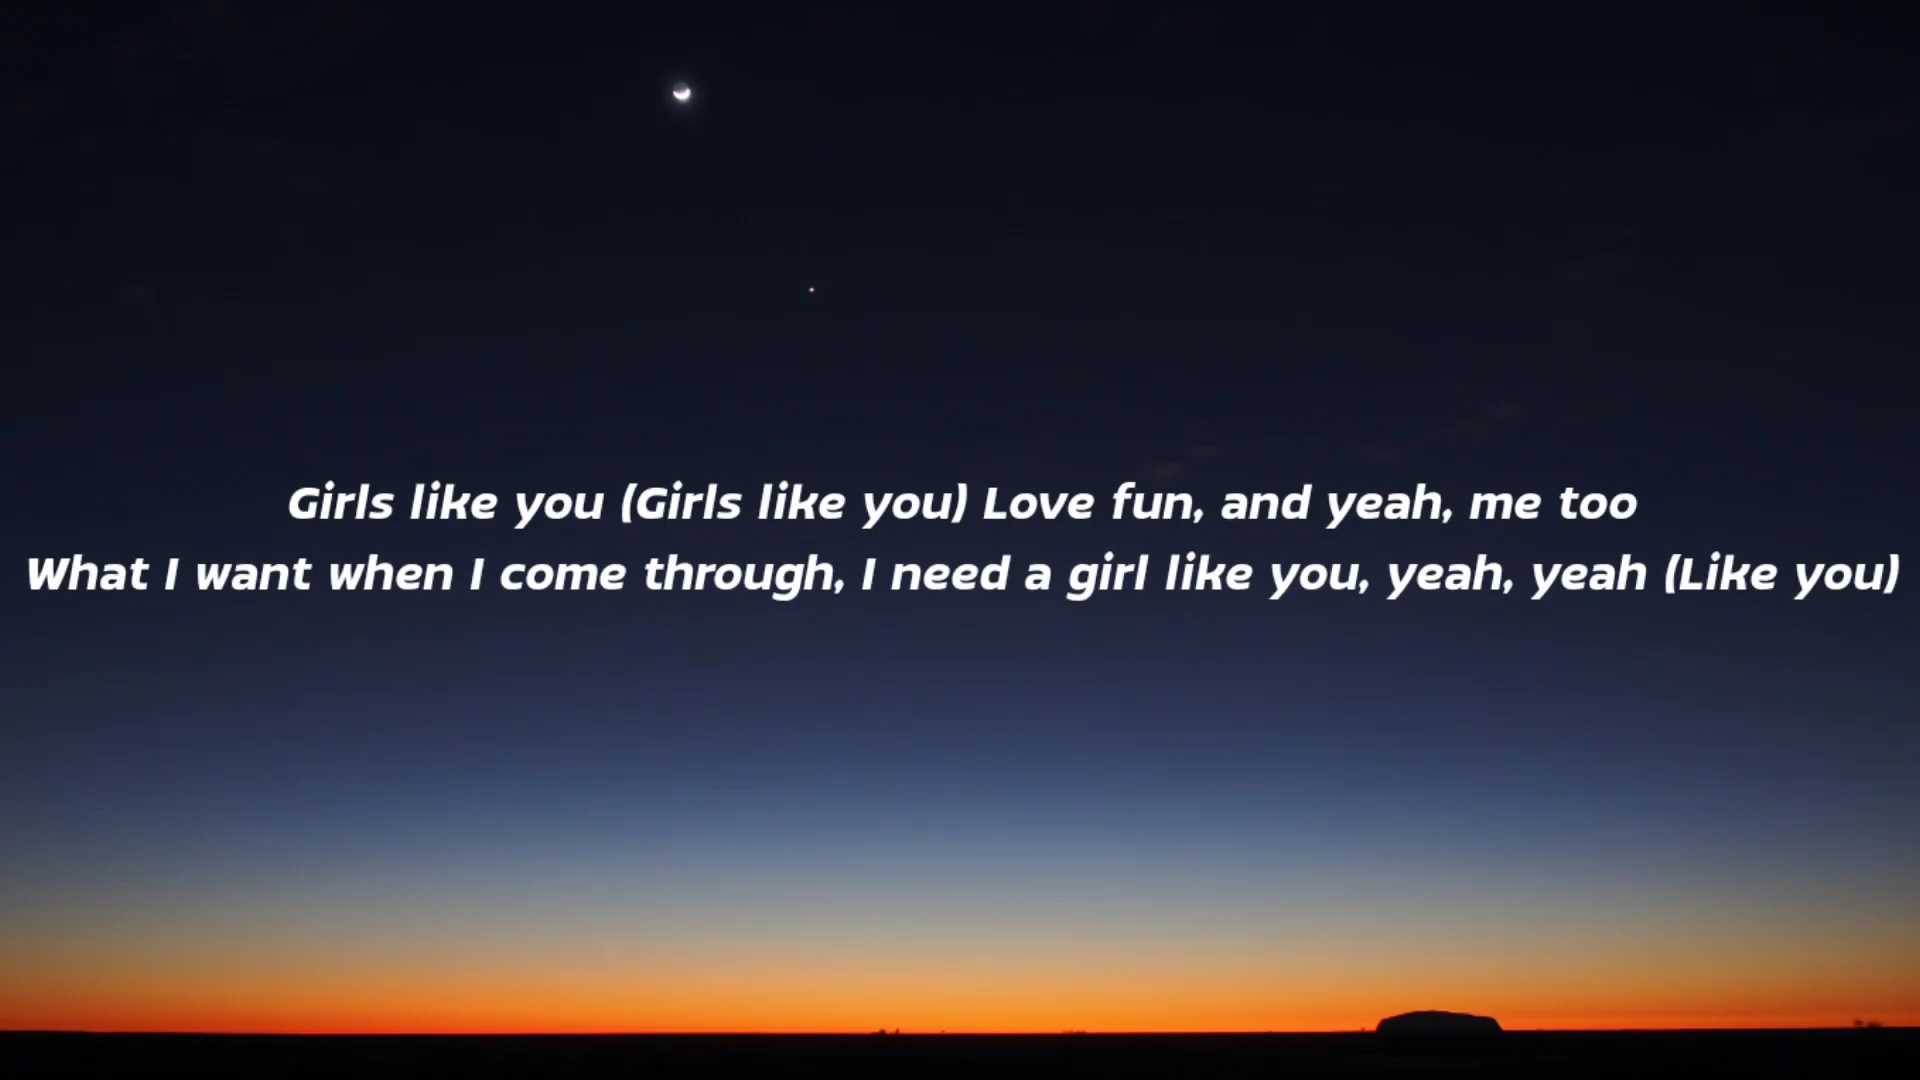 Girls like you (Girls like you) Love fun, and yeah, me too
What I want when I come through, I need a girl like you, yeah, yeah (Like you)